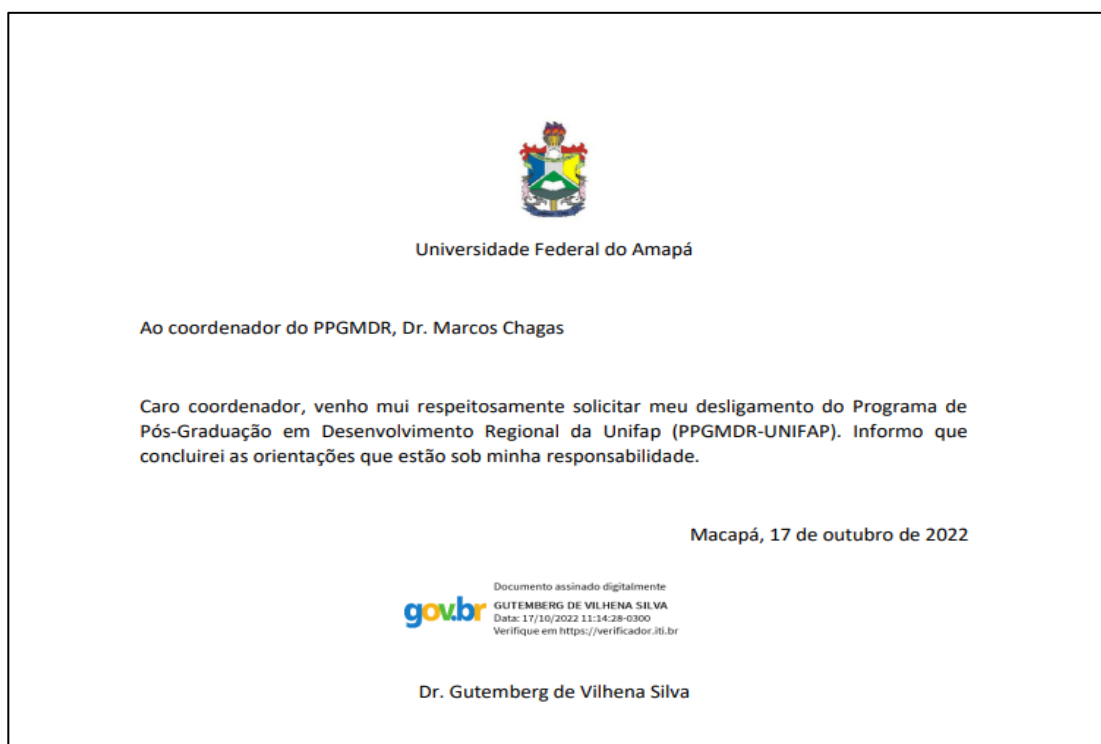 Universidade Federal do Amapá
Ao coordenador do PPGMDR, Dr. Marcos Chagas
Caro coordenador, venho mui respeitosamente solicitar meu desligamento do Programa de
Pós-Graduação em Desenvolvimento Regional da Unifap (PPGMDR-UNIFAP). Informo que
concluirei as orientações que estão sob minha responsabilidade.
Macapá, 17 de outubro de 2022
gov.br
Documento assinado digitalmente
GUTEMBERG DE VILHENA SILVA
Data: 17/10/2022 11:14:28-0300
Verifique em https://verificador.iti.br
Dr. Gutemberg de Vilhena Silva